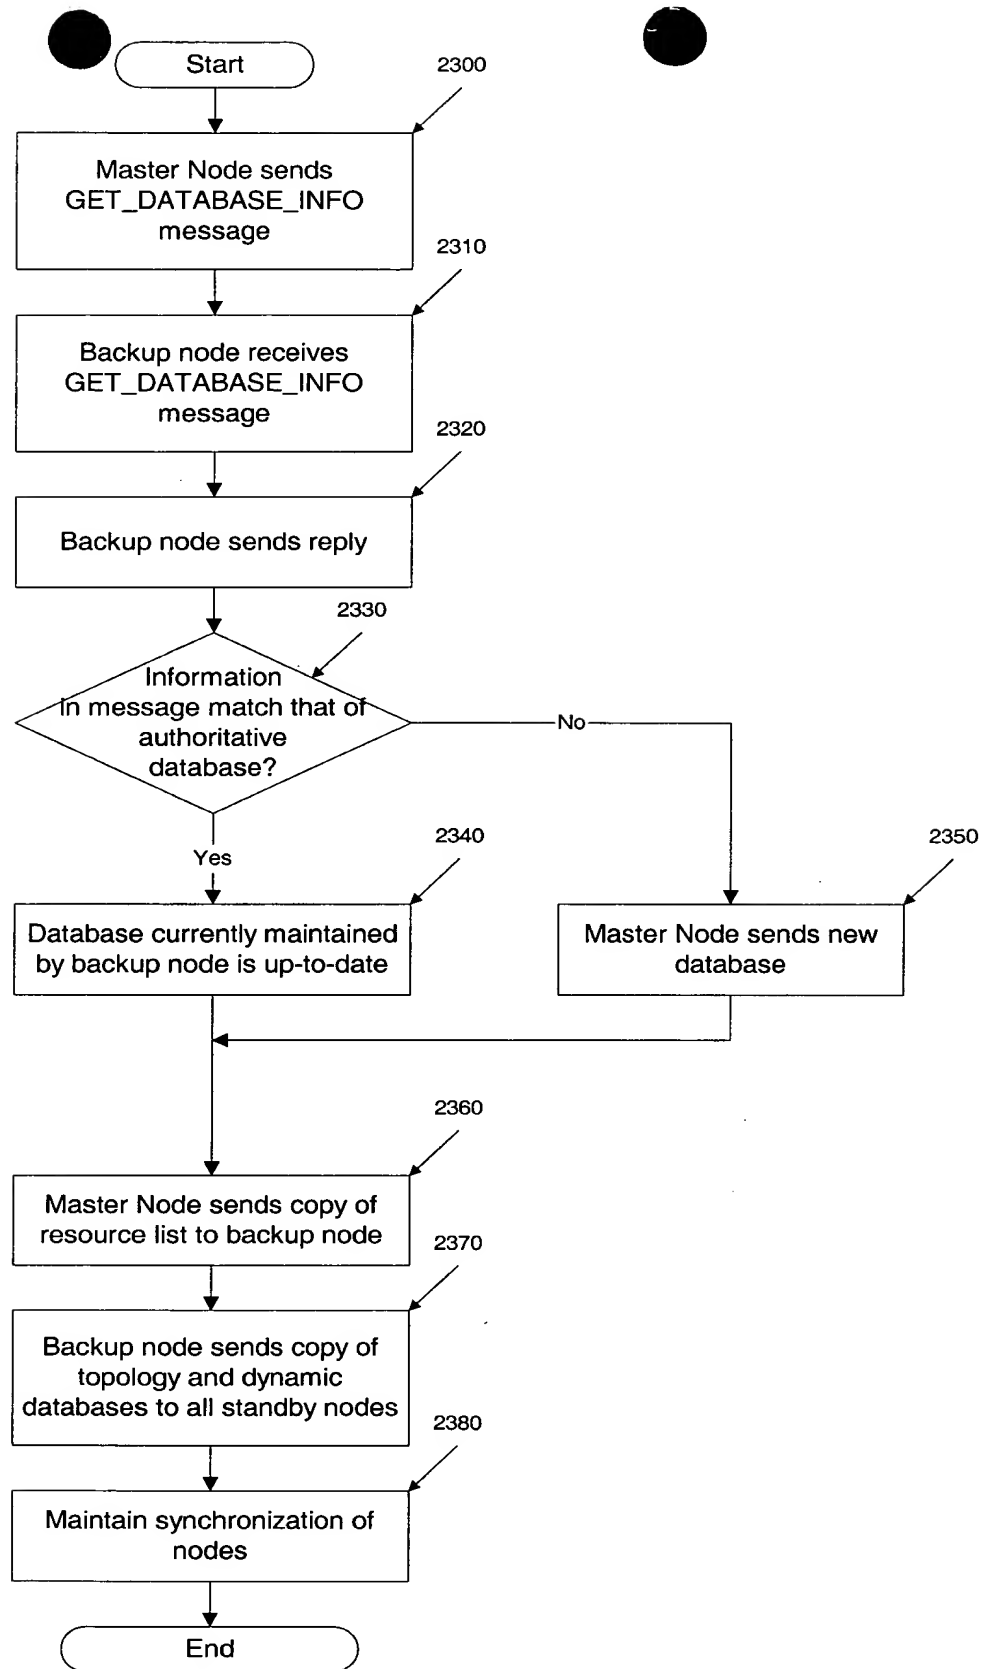 Start
2300
Master Node sends
GET_DATABASE_INFO
message
2310
Backup node receives
GET_DATABASE_INFO
message
2320
Backup node sends reply
2330
Information
in message match that of
authoritative
database?
No
Yes
2340
2350
Database currently maintained
by backup node is up-to-date
Master Node sends new
database
2360
Master Node sends copy of
resource list to backup node
2370
Backup node sends copy of
topology and dynamic
databases to all standby nodes
2380
Maintain synchronization of
nodes
End